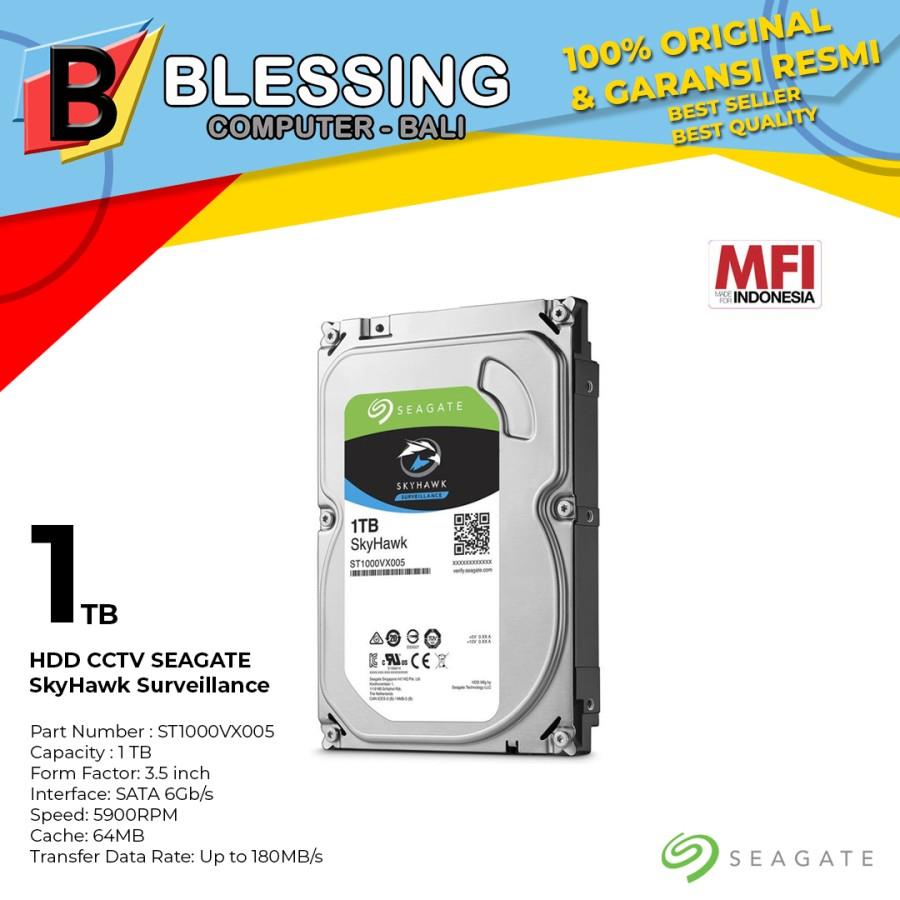 B BLESSING
COMPUTER - BALI
100% ORIGINAL
& GARANSI RESMI
BEST SELLER
BEST QUALITY
MFI
MADE FOR INDONESIA
SEAGATE
SKYHAWK
SURVEILLANCE
1TB
SkyHawk
ST1000VX005
XXXXXXXXXXXX
verify.seagate.com
1 TB
HDD CCTV SEAGATE
SkyHawk Surveillance
Part Number : ST1000VX005
Capacity : 1 TB
Form Factor: 3.5 inch
Interface: SATA 6Gb/s
Speed: 5900RPM
Cache: 64MB
Transfer Data Rate: Up to 180MB/s
SEAGATE